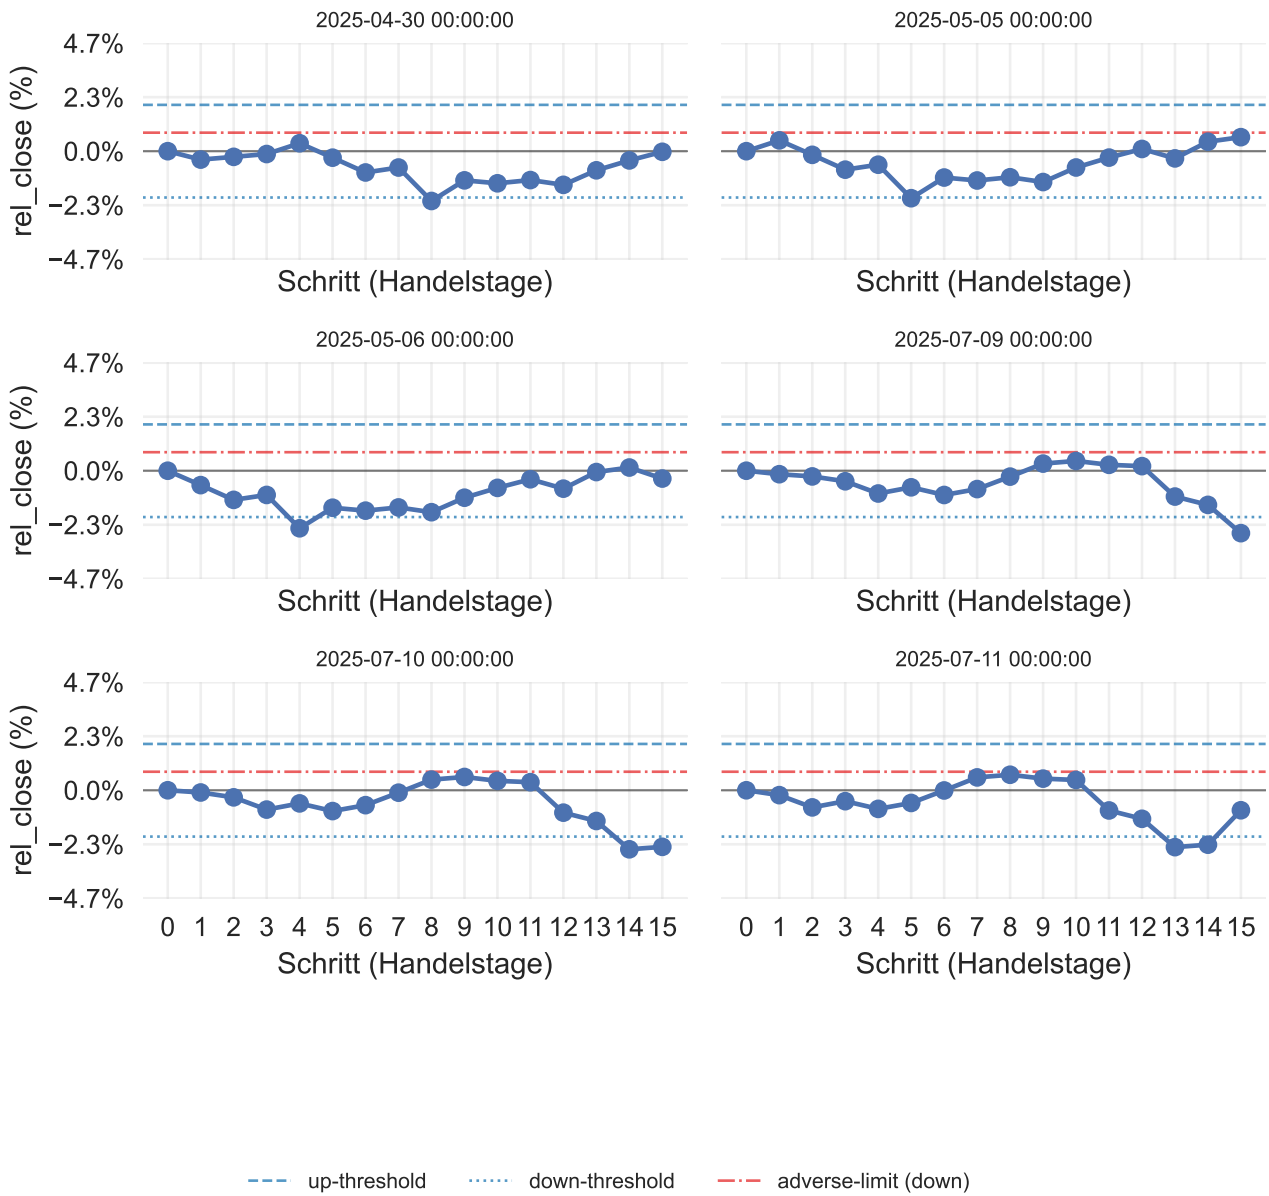 2025-04-30 00:00:00 2025-05-05 00:00:00
4.7%
2.3%
0.0%
−2.3%
−4.7%
rel_close (%)
Schritt (Handelstage) Schritt (Handelstage)
2025-05-06 00:00:00 2025-07-09 00:00:00
4.7%
2.3%
0.0%
−2.3%
−4.7%
rel_close (%)
Schritt (Handelstage) Schritt (Handelstage)
2025-07-10 00:00:00 2025-07-11 00:00:00
4.7%
2.3%
0.0%
−2.3%
−4.7%
rel_close (%)
0 1 2 3 4 5 6 7 8 9 10 11 12 13 14 15 0 1 2 3 4 5 6 7 8 9 10 11 12 13 14 15
Schritt (Handelstage) Schritt (Handelstage)
up-threshold down-threshold adverse-limit (down)